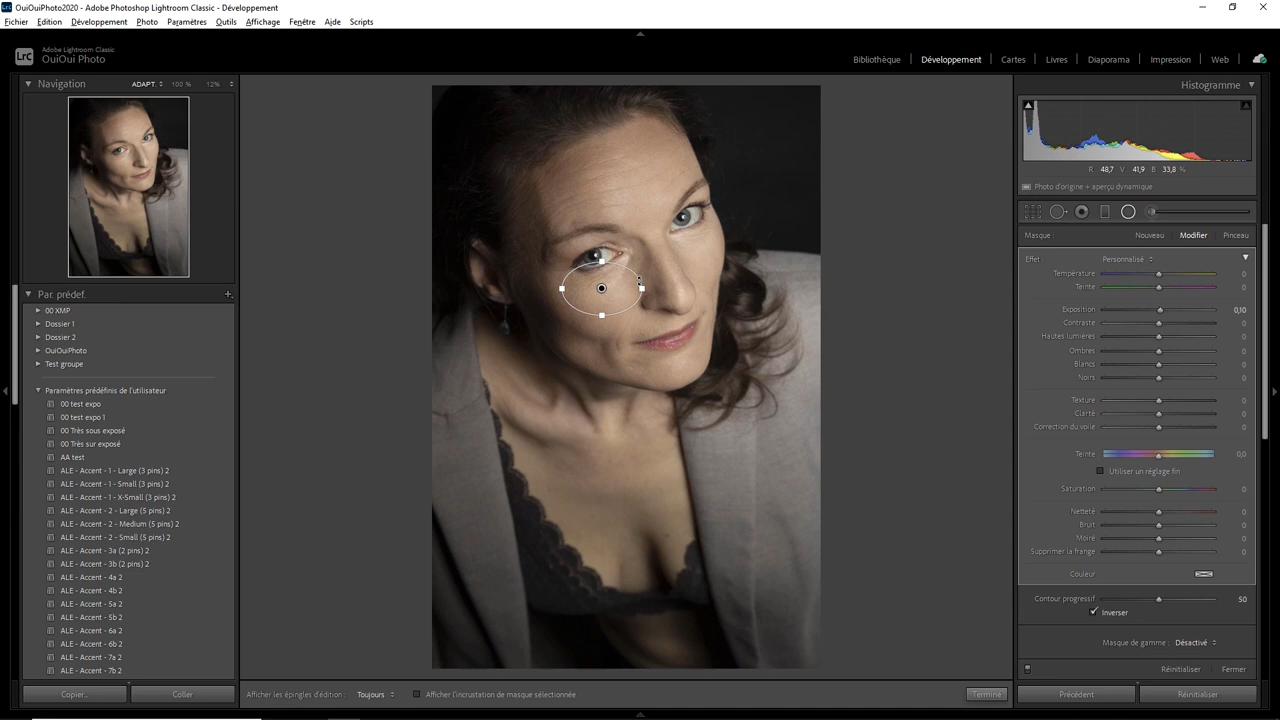 OuiOuiPhoto2020 - Adobe Photoshop Lightroom Classic - Développement
Fichier Edition Développement Photo Paramètres Outils Affichage Fenêtre Aide Scripts
LrC
Adobe Lightroom Classic
OuiOui Photo
Bibliothèque Développement Cartes Livres Diaporama Impression Web
Navigation ADAPT. 100 % 12%
Par. prédef.
00 XMP
Dossier 1
Dossier 2
OuiOuiPhoto
Test groupe
Paramètres prédéfinis de l'utilisateur
00 test expo
00 test expo 1
00 Très sous exposé
00 Très sur exposé
AA test
ALE - Accent - 1 - Large (3 pins) 2
ALE - Accent - 1 - Small (3 pins) 2
ALE - Accent - 1 - X-Small (3 pins) 2
ALE - Accent - 2 - Large (5 pins) 2
ALE - Accent - 2 - Medium (5 pins) 2
ALE - Accent - 2 - Small (5 pins) 2
ALE - Accent - 3a (2 pins) 2
ALE - Accent - 3b (2 pins) 2
ALE - Accent - 4a 2
ALE - Accent - 4b 2
ALE - Accent - 5a 2
ALE - Accent - 5b 2
ALE - Accent - 6a 2
ALE - Accent - 6b 2
ALE - Accent - 7a 2
ALE - Accent - 7b 2
Copier... Coller
Afficher les épingles d'édition : Toujours Afficher l'incrustation de masque sélectionnée Terminé
Histogramme
R 48,7 V 41,9 B 33,8 %
Photo d'origine + aperçu dynamique
Masque : Nouveau Modifier Pinceau
Effet : Personnalisé
Température 0
Teinte 0
Exposition 0,10
Contraste 0
Hautes lumières 0
Ombres 0
Blancs 0
Noirs 0
Texture 0
Clarté 0
Correction du voile 0
Teinte 0,0
Utiliser un réglage fin
Saturation 0
Netteté 0
Bruit 0
Moiré 0
Supprimer la frange 0
Couleur
Contour progressif 50
Inverser
Masque de gamme : Désactivé
Réinitialiser Fermer
Précédent Réinitialiser